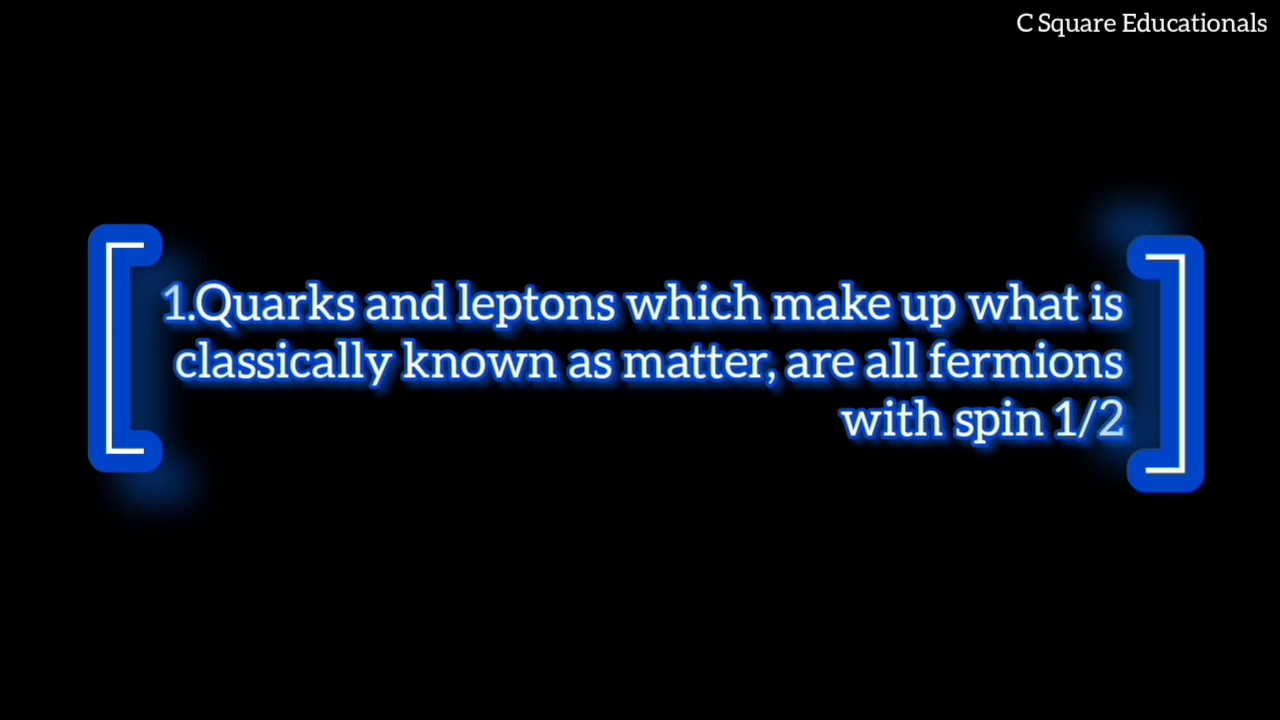 C Square Educationals
1.Quarks and leptons which make up what is
classically known as matter, are all fermions
with spin 1/2